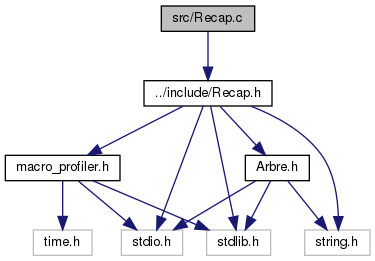 src/Recap.c
../include/Recap.h
macro_profiler.h
Arbre.h
time.h
stdio.h
stdlib.h
string.h